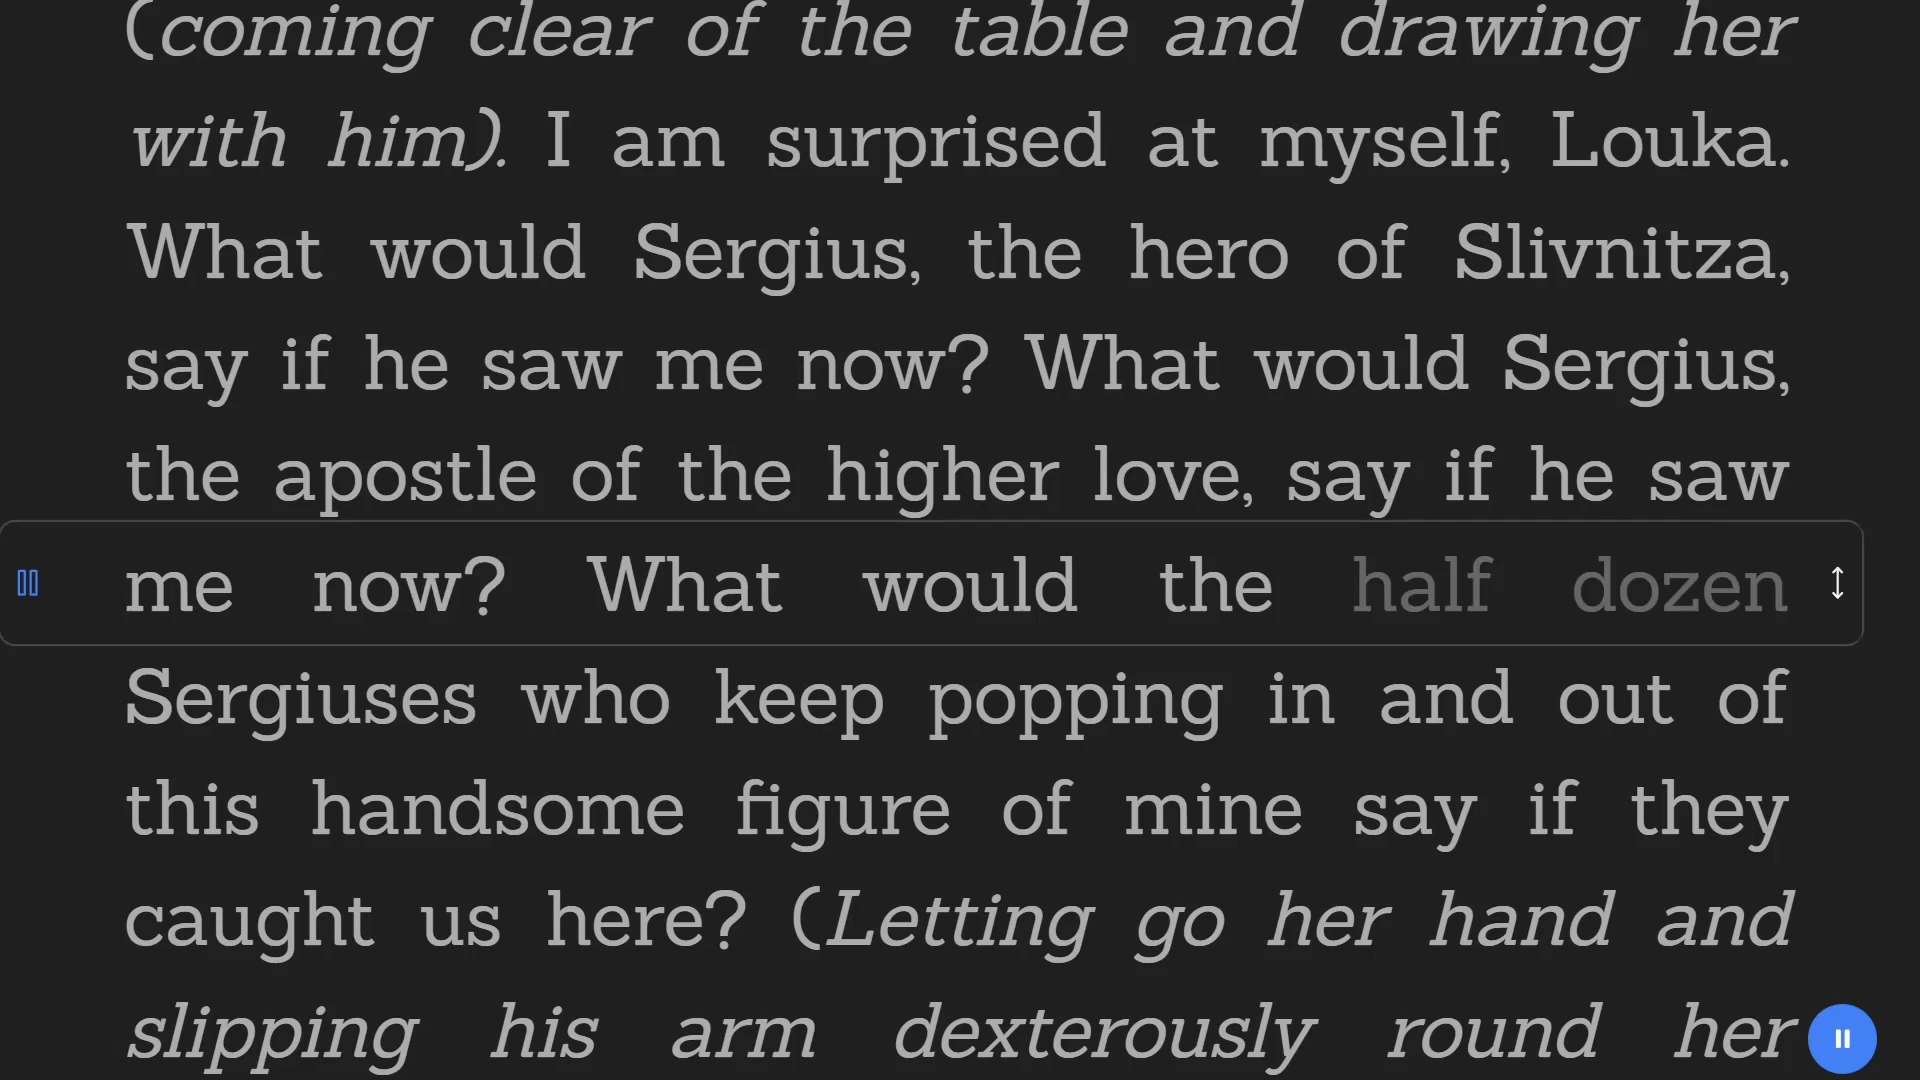 (coming clear of the table and drawing her
with him). I am surprised at myself, Louka.
What would Sergius, the hero of Slivnitza,
say if he saw me now? What would Sergius,
the apostle of the higher love, say if he saw
me now? What would the half dozen
Sergiuses who keep popping in and out of
this handsome figure of mine say if they
caught us here? (Letting go her hand and
slipping his arm dexterously round her